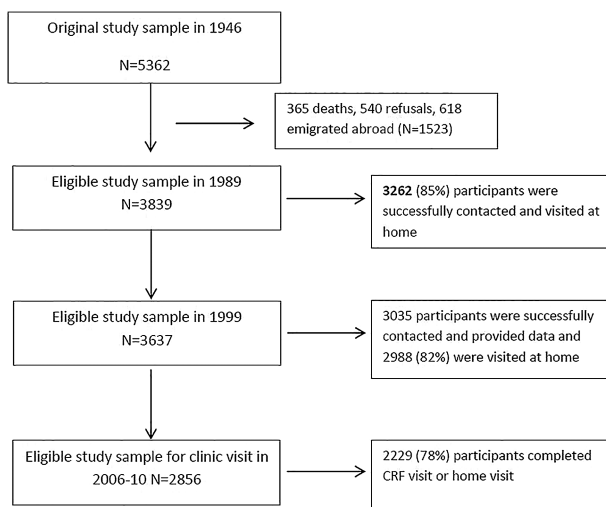 Original study sample in 1946
N=5362
365 deaths, 540 refusals, 618
emigrated abroad (N=1523)
Eligible study sample in 1989
N=3839
3262 (85%) participants were
successfully contacted and visited at
home
Eligible study sample in 1999
N=3637
3035 participants were successfully
contacted and provided data and
2988 (82%) were visited at home
Eligible study sample for clinic visit in
2006-10 N=2856
2229 (78%) participants completed
CRF visit or home visit